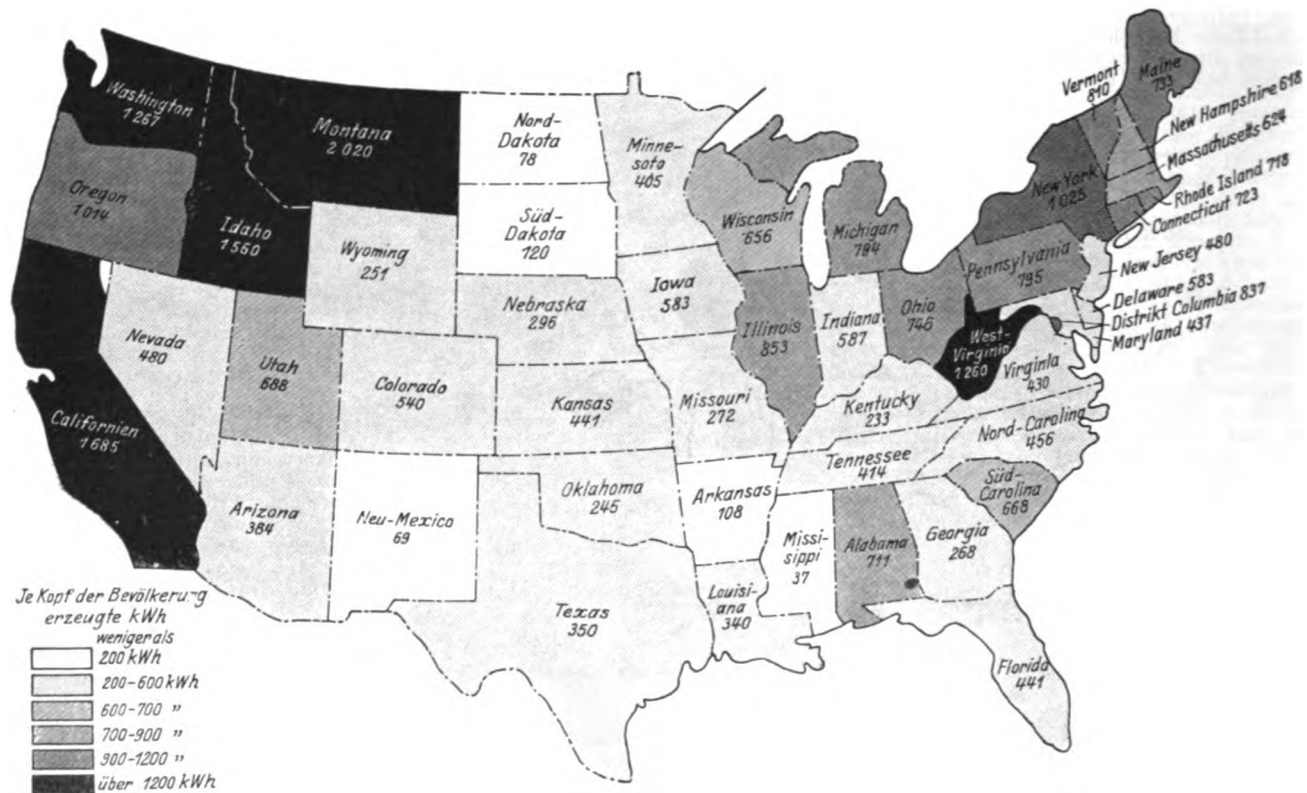 Washington
1267
Montana
2020
Nord-
Dakota
78
Minne-
sota
405
Vermont
810
Maine
733
New Hampshire 618
Massachusetts 624
Rhode Island 718
Connecticut 723
New York
1025
Oregon
1014
Idaho
1560
Wyoming
251
Süd-
Dakota
720
Wisconsin
656
Michigan
794
Pennsylvania
795
New Jersey 480
Delaware 583
Distrikt Columbia 837
Maryland 437
Nebraska
296
Iowa
583
Illinois
853
Indiana
587
Ohio
746
West-
Virginia
1260
Virginia
430
Nevada
480
Utah
688
Colorado
540
Kansas
441
Missouri
272
Kentucky
233
Nord-Carolina
456
Californien
1685
Arizona
384
Neu-Mexico
69
Oklahoma
245
Arkansas
108
Tennessee
414
Süd-
Carolina
668
Missi-
sippi
37
Alabama
711
Georgia
268
Texas
350
Louisi-
ana
340
Florida
441
Je Kopf der Bevölkerung
erzeugte kWh
weniger als
200 kWh
200-600 kWh
600-700 "
700-900 "
900-1200 "
über 1200 kWh